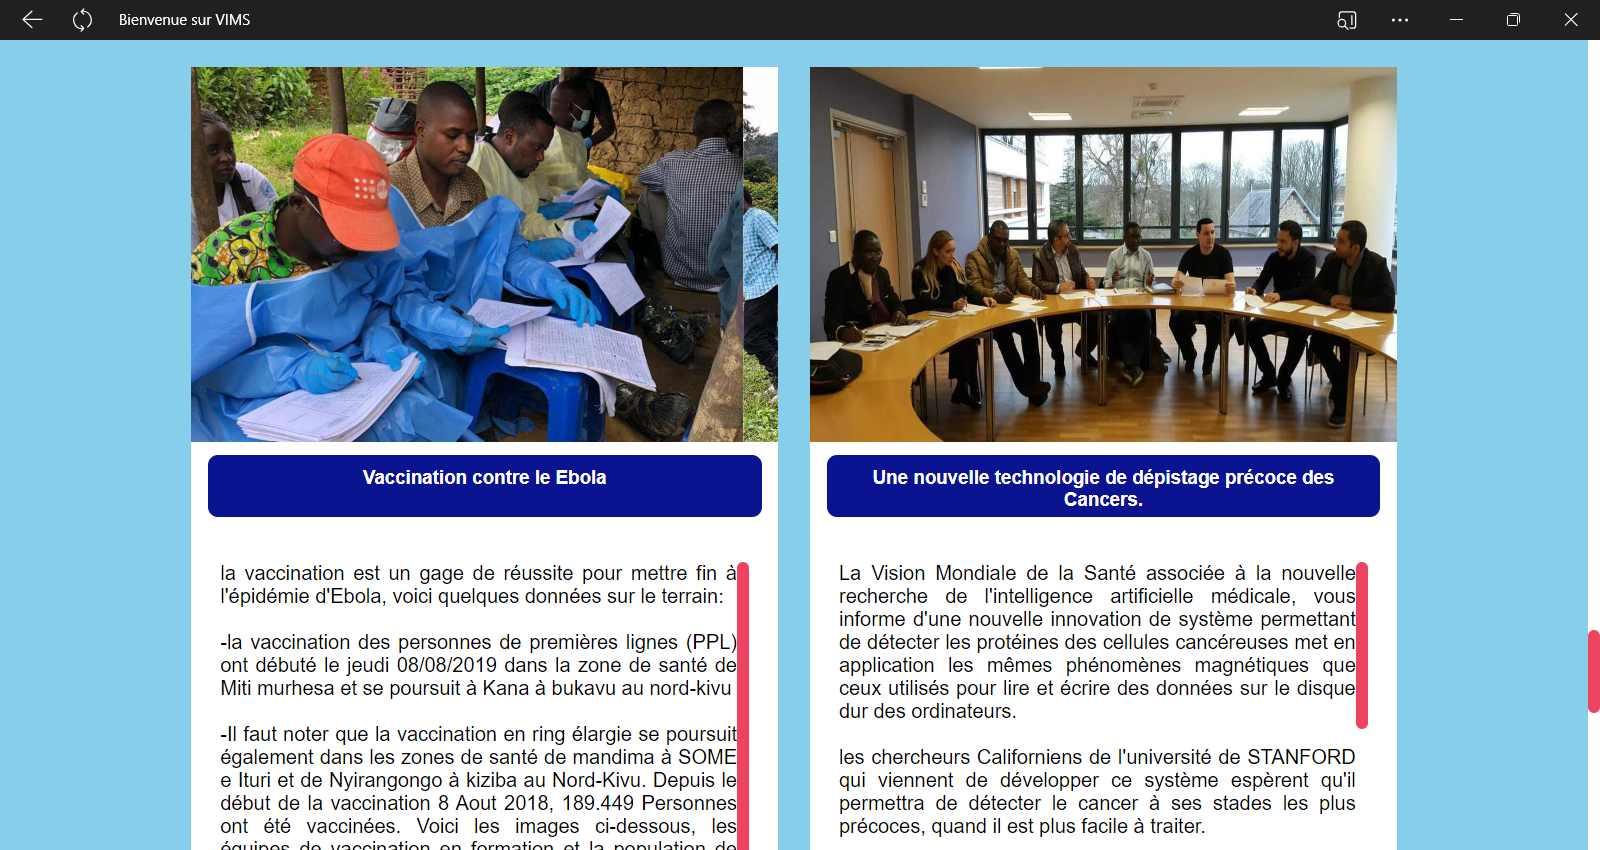 Bienvenue sur VIMS
Vaccination contre le Ebola
la vaccination est un gage de réussite pour mettre fin à
l'épidémie d'Ebola, voici quelques données sur le terrain:
-la vaccination des personnes de premières lignes (PPL)
ont débuté le jeudi 08/08/2019 dans la zone de santé de
Miti murhesa et se poursuit à Kana à bukavu au nord-kivu
-Il faut noter que la vaccination en ring élargie se poursuit
également dans les zones de santé de mandima à SOME
e Ituri et de Nyirangongo à kiziba au Nord-Kivu. Depuis le
début de la vaccination 8 Aout 2018, 189.449 Personnes
ont été vaccinées. Voici les images ci-dessous, les
équipes de vaccination en formation et la population de
Une nouvelle technologie de dépistage précoce des
Cancers.
La Vision Mondiale de la Santé associée à la nouvelle
recherche de l'intelligence artificielle médicale, vous
informe d'une nouvelle innovation de système permettant
de détecter les protéines des cellules cancéreuses met en
application les mêmes phénomènes magnétiques que
ceux utilisés pour lire et écrire des données sur le disque
dur des ordinateurs.
les chercheurs Californiens de l'université de STANFORD
qui viennent de développer ce système espèrent qu'il
permettra de détecter le cancer à ses stades les plus
précoces, quand il est plus facile à traiter.